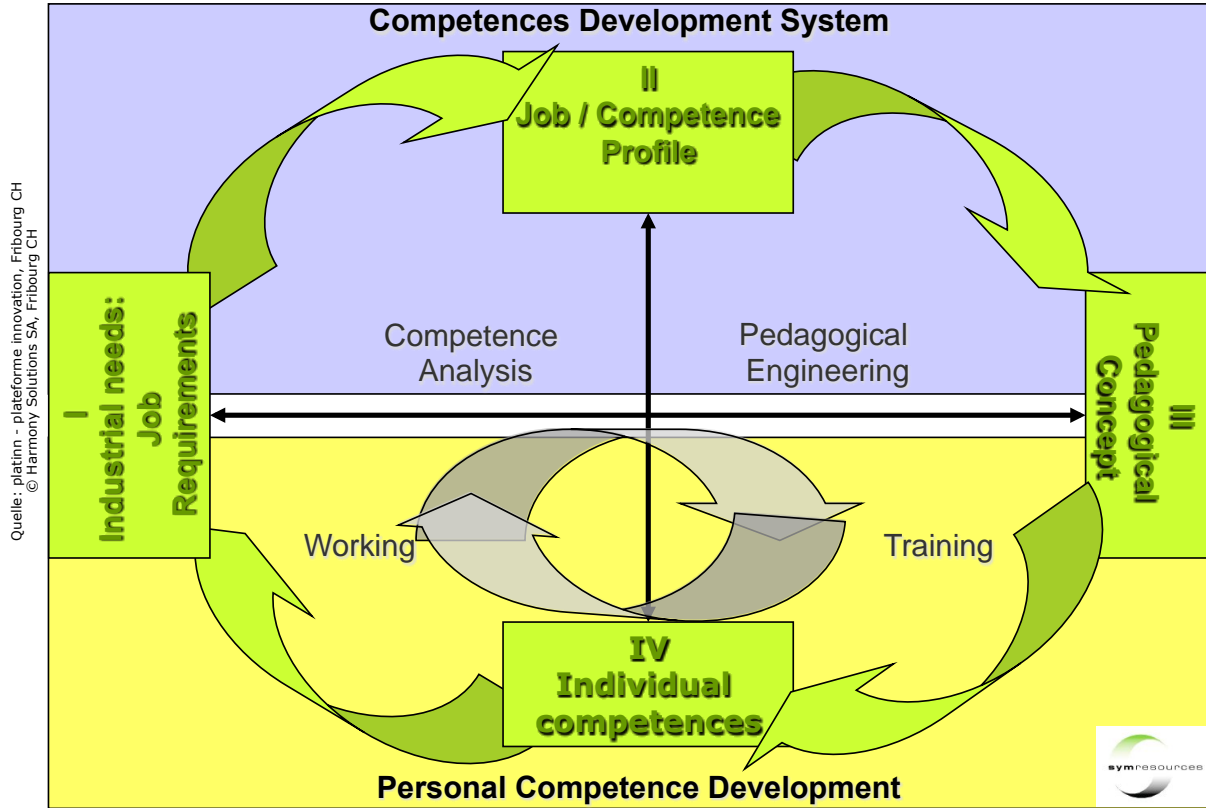 Competences Development System
II
Job / Competence
Profile
Quelle: platinn - plateforme innovation, Fribourg CH
© Harmony Solutions SA, Fribourg CH
I
Industrial needs:
Job
Requirements
Competence
Analysis
Pedagogical
Engineering
III
Pedagogical
Concept
Working
Training
IV
Individual
competences
Personal Competence Development
symresources